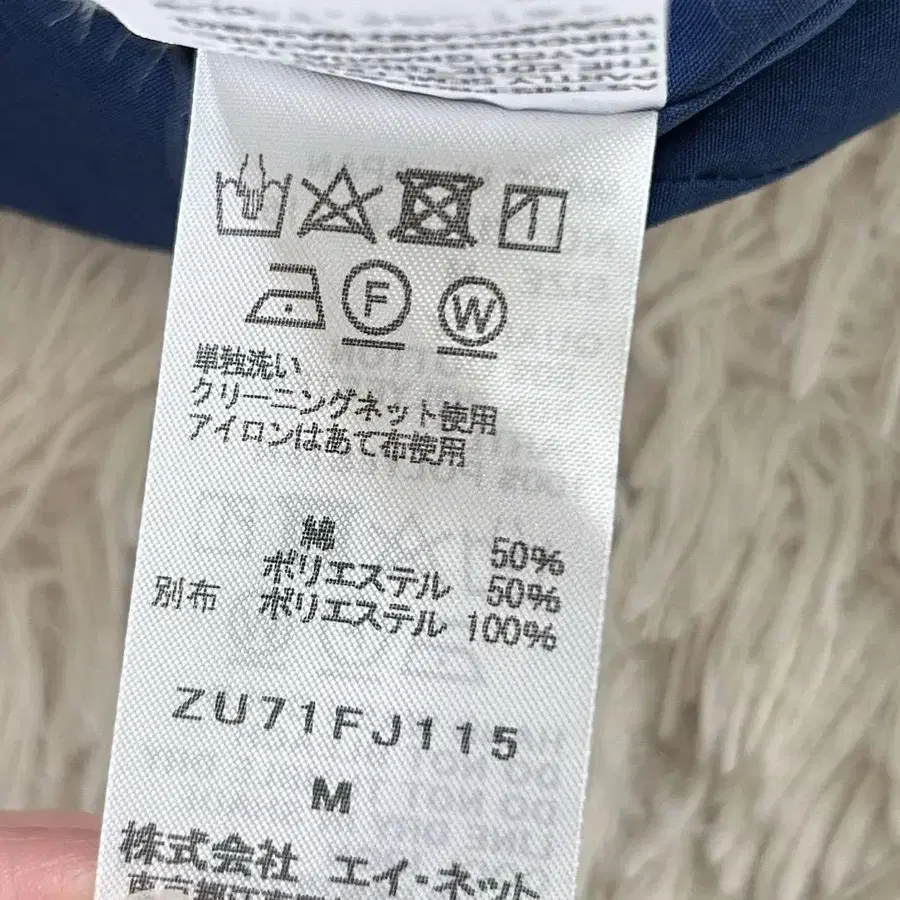 F W
単独洗い
クリーニングネット使用
アイロンはあて布使用
綿 50%
ポリエステル 50%
別布 ポリエステル 100%
ZU71FJ115
M
株式会社 エイ・ネット